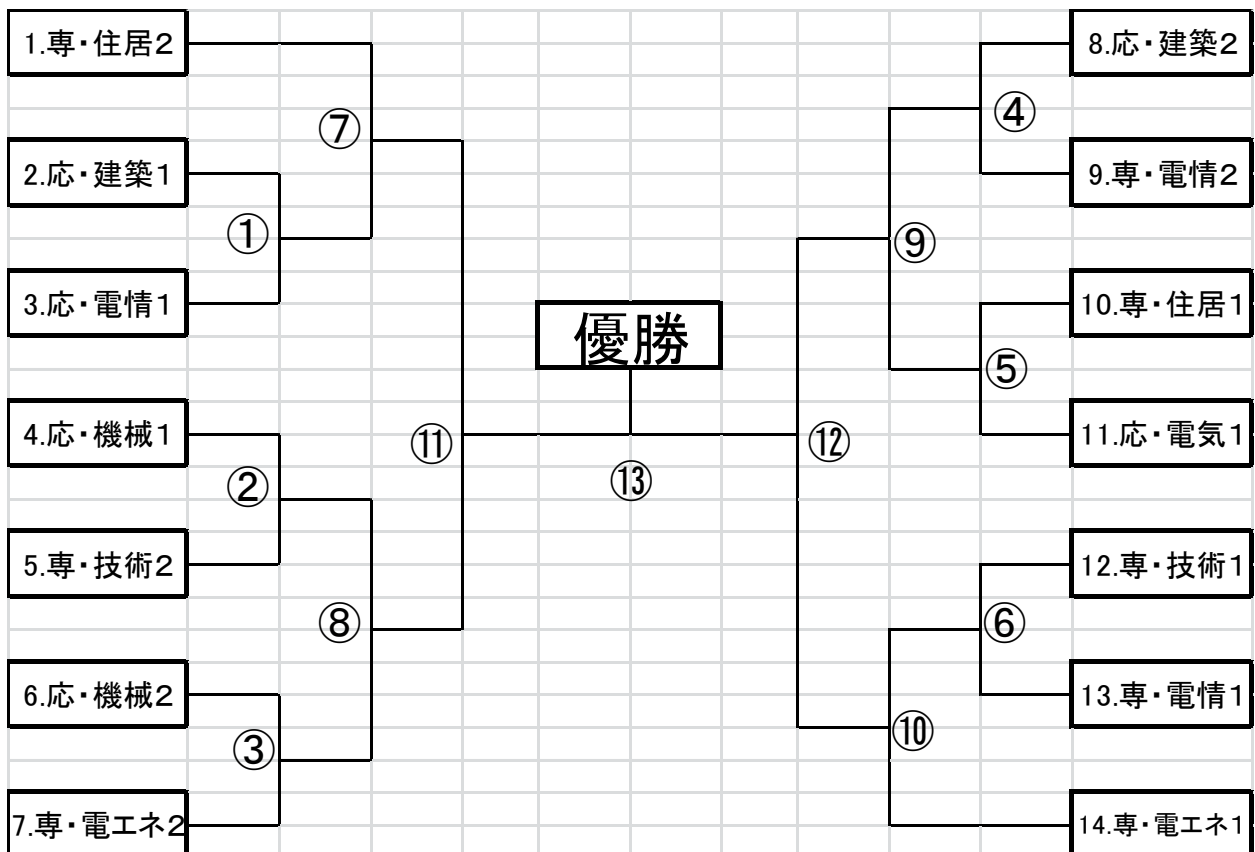 1.専・住居2
2.応・建築1
3.応・電情1
4.応・機械1
5.専・技術2
6.応・機械2
7.専・電エネ2
①
②
③
⑦
⑧
⑪
優勝
⑬
⑫
⑨
⑩
④
⑤
⑥
8.応・建築2
9.専・電情2
10.専・住居1
11.応・電気1
12.専・技術1
13.専・電情1
14.専・電エネ1